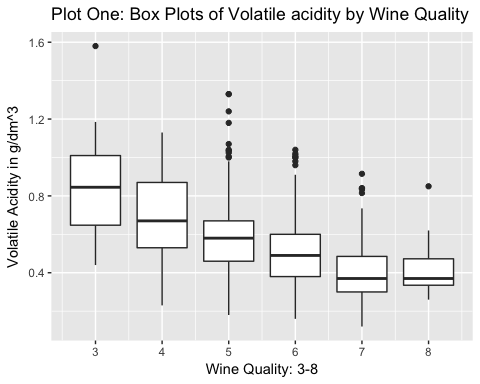 Plot One: Box Plots of Volatile acidity by Wine Quality
Volatile Acidity in g/dm^3
1.6
1.2
0.8
0.4
3 4 5 6 7 8
Wine Quality: 3-8